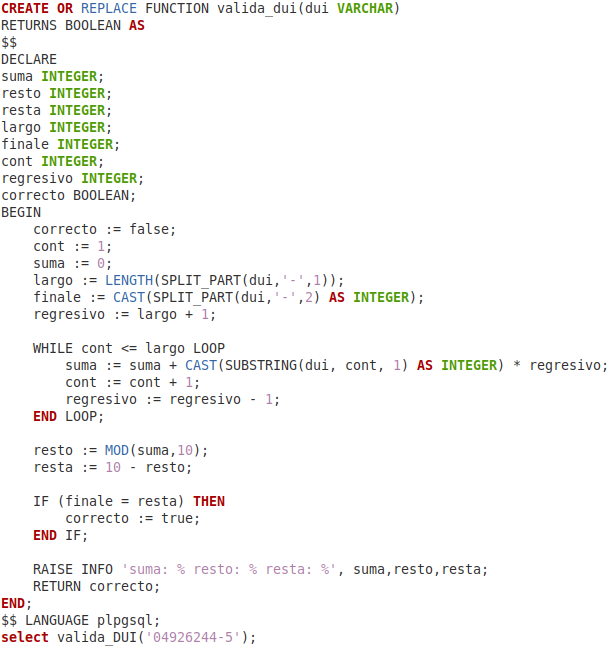 CREATE OR REPLACE FUNCTION valida_dui(dui VARCHAR)
RETURNS BOOLEAN AS
$$
DECLARE
suma INTEGER;
resto INTEGER;
resta INTEGER;
largo INTEGER;
finale INTEGER;
cont INTEGER;
regresivo INTEGER;
correcto BOOLEAN;
BEGIN
    correcto := false;
    cont := 1;
    suma := 0;
    largo := LENGTH(SPLIT_PART(dui,'-',1));
    finale := CAST(SPLIT_PART(dui,'-',2) AS INTEGER);
    regresivo := largo + 1;

    WHILE cont <= largo LOOP
        suma := suma + CAST(SUBSTRING(dui, cont, 1) AS INTEGER) * regresivo;
        cont := cont + 1;
        regresivo := regresivo - 1;
    END LOOP;

    resto := MOD(suma,10);
    resta := 10 - resto;

    IF (finale = resta) THEN
        correcto := true;
    END IF;

    RAISE INFO 'suma: % resto: % resta: %', suma,resto,resta;
    RETURN correcto;
END;
$$ LANGUAGE plpgsql;
select valida_DUI('04926244-5');